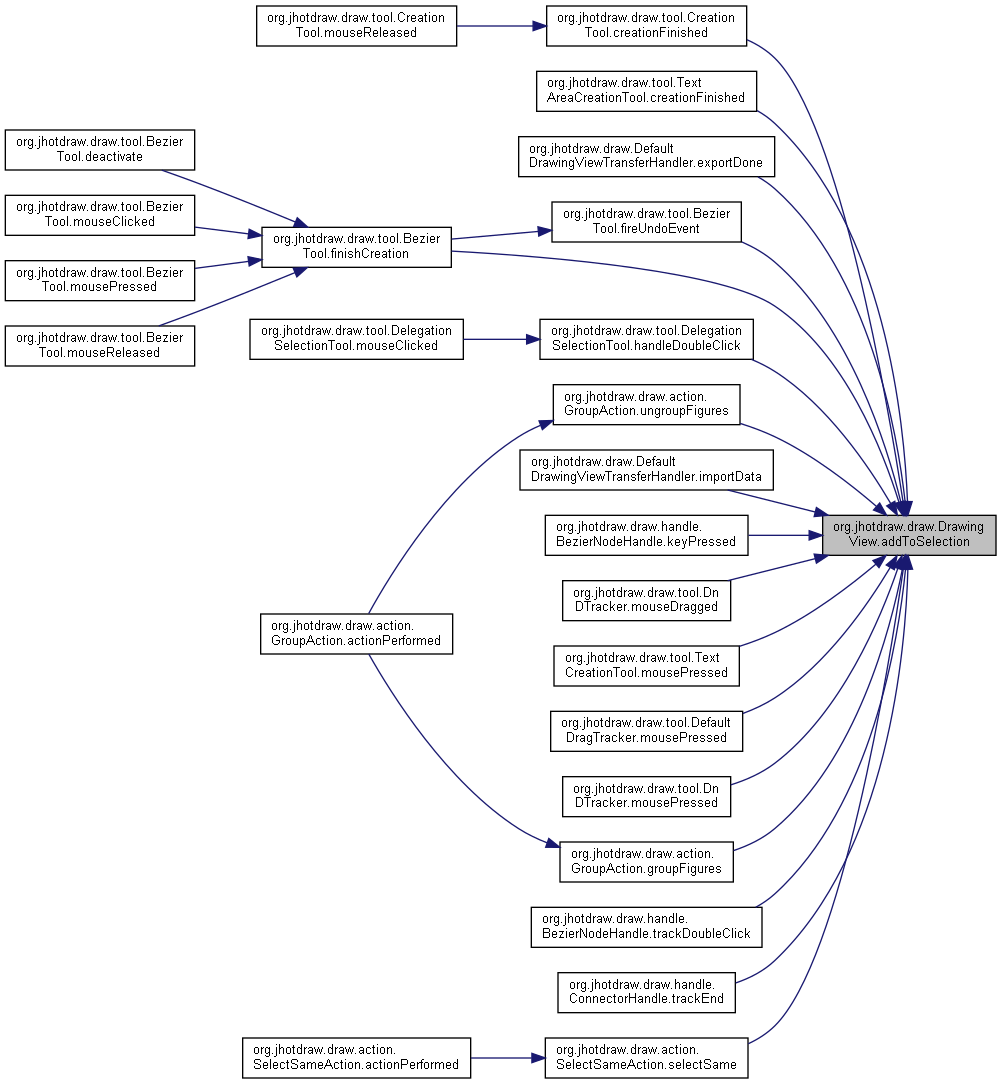 org.jhotdraw.draw.tool.Creation
Tool.mouseReleased
org.jhotdraw.draw.tool.Creation
Tool.creationFinished
org.jhotdraw.draw.tool.Text
AreaCreationTool.creationFinished
org.jhotdraw.draw.Default
DrawingViewTransferHandler.exportDone
org.jhotdraw.draw.tool.Bezier
Tool.deactivate
org.jhotdraw.draw.tool.Bezier
Tool.mouseClicked
org.jhotdraw.draw.tool.Bezier
Tool.fireUndoEvent
org.jhotdraw.draw.tool.Bezier
Tool.finishCreation
org.jhotdraw.draw.tool.Bezier
Tool.mousePressed
org.jhotdraw.draw.tool.Bezier
Tool.mouseReleased
org.jhotdraw.draw.tool.Delegation
SelectionTool.mouseClicked
org.jhotdraw.draw.tool.Delegation
SelectionTool.handleDoubleClick
org.jhotdraw.draw.action.
GroupAction.ungroupFigures
org.jhotdraw.draw.Default
DrawingViewTransferHandler.importData
org.jhotdraw.draw.handle.
BezierNodeHandle.keyPressed
org.jhotdraw.draw.Drawing
View.addToSelection
org.jhotdraw.draw.tool.Dn
DTracker.mouseDragged
org.jhotdraw.draw.action.
GroupAction.actionPerformed
org.jhotdraw.draw.tool.Text
CreationTool.mousePressed
org.jhotdraw.draw.tool.Default
DragTracker.mousePressed
org.jhotdraw.draw.tool.Dn
DTracker.mousePressed
org.jhotdraw.draw.action.
GroupAction.groupFigures
org.jhotdraw.draw.handle.
BezierNodeHandle.trackDoubleClick
org.jhotdraw.draw.handle.
ConnectorHandle.trackEnd
org.jhotdraw.draw.action.
SelectSameAction.actionPerformed
org.jhotdraw.draw.action.
SelectSameAction.selectSame